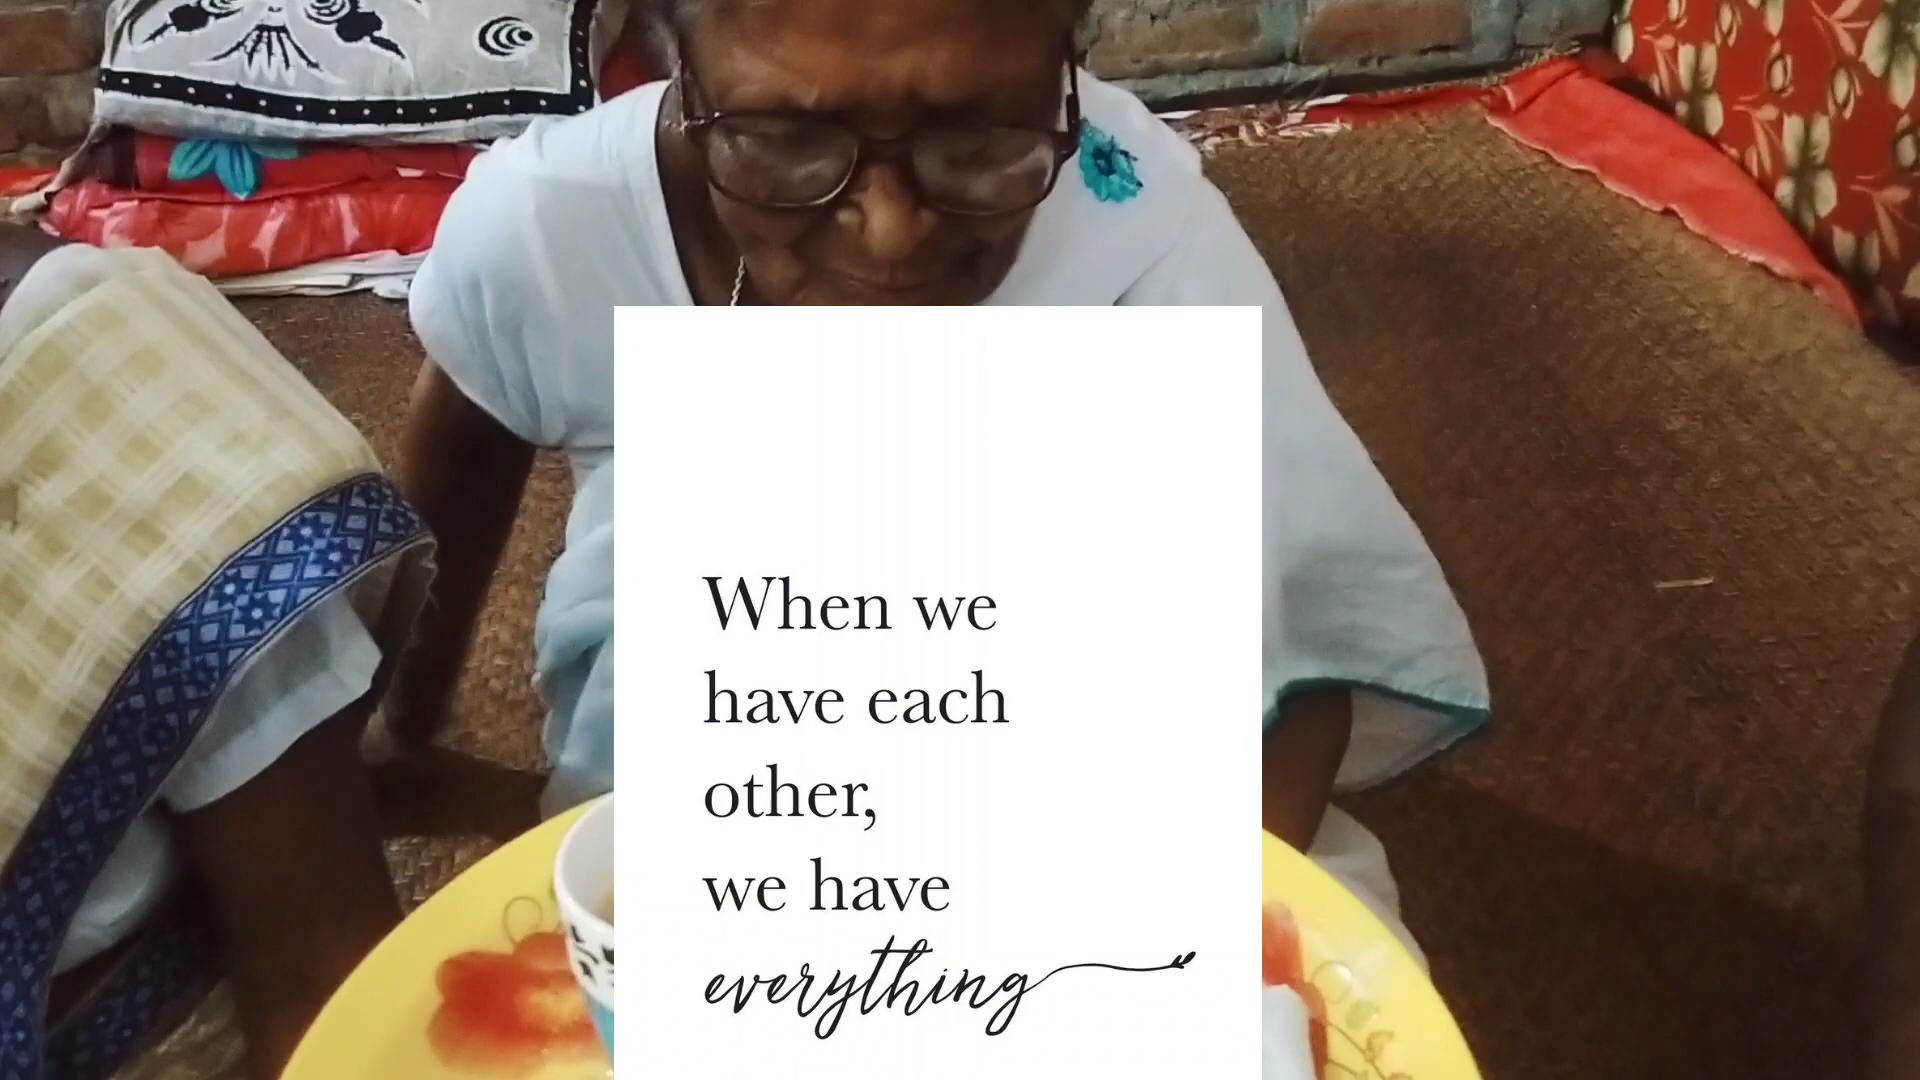 When we
have each
other,
we have
everything